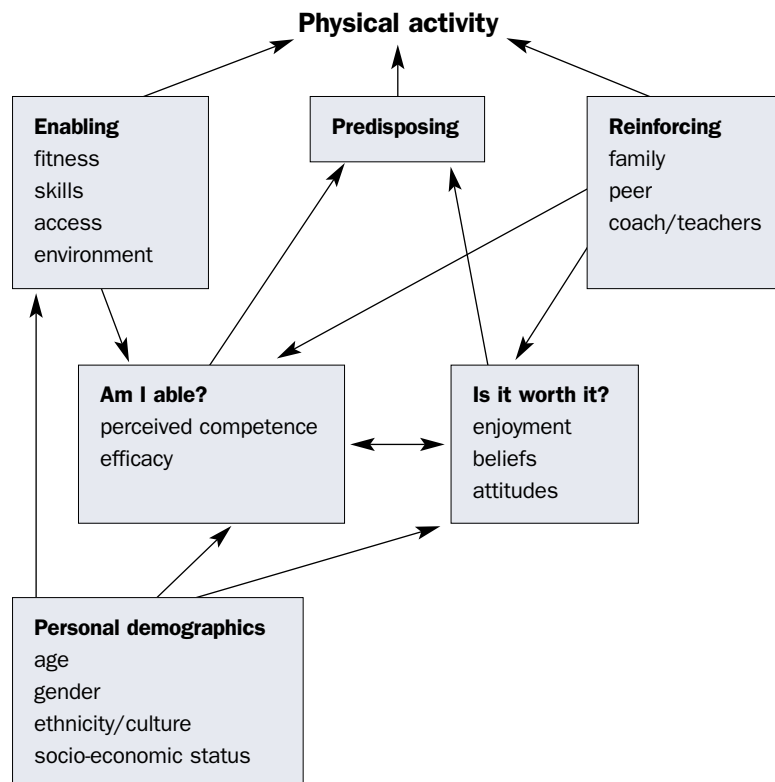 Physical activity
Enabling
fitness
skills
access
environment
Predisposing
Reinforcing
family
peer
coach/teachers
Am I able?
perceived competence
efficacy
Is it worth it?
enjoyment
beliefs
attitudes
Personal demographics
age
gender
ethnicity/culture
socio-economic status